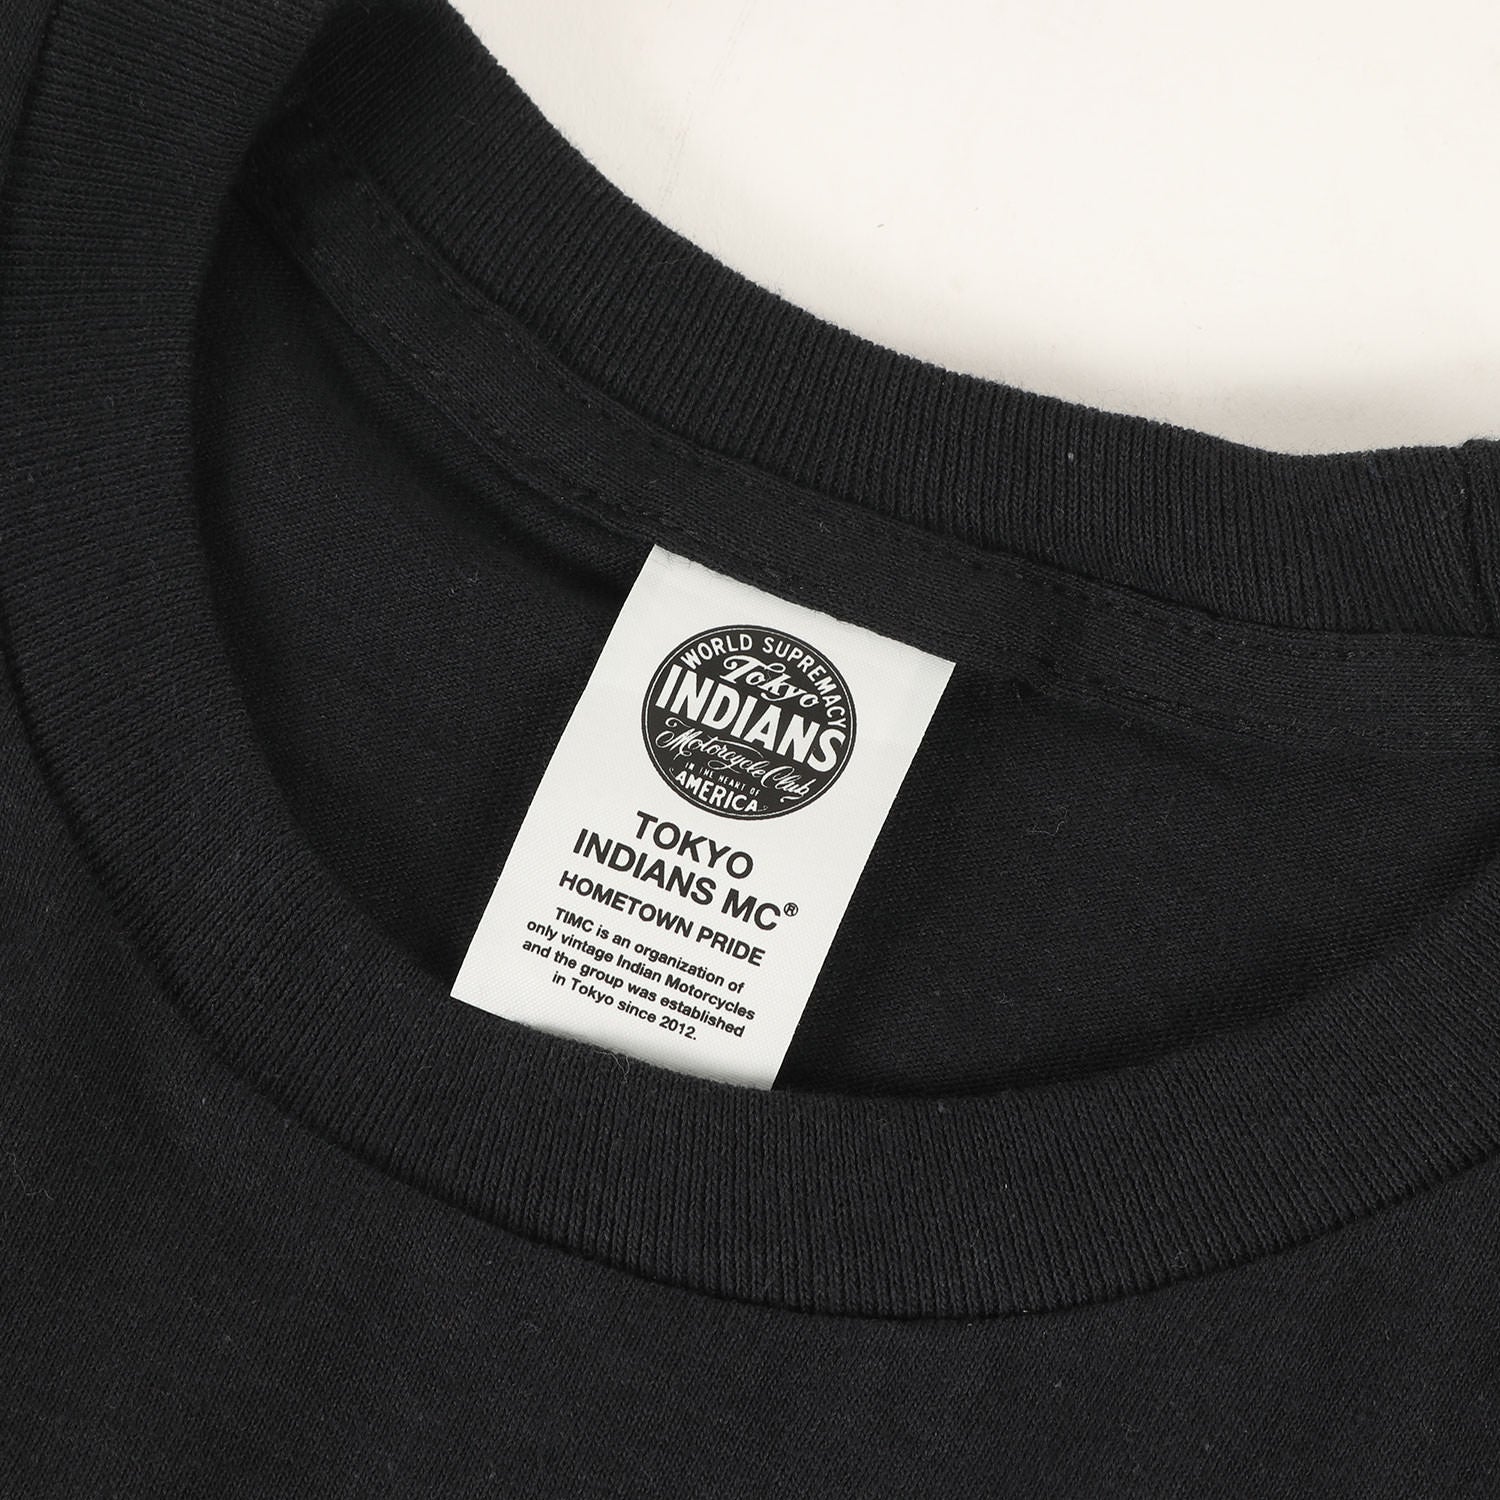 WORLD SUPREMACY
Tokyo
INDIANS
Motorcycle Club
IN THE HEART OF
AMERICA
TOKYO
INDIANS MC®
HOMETOWN PRIDE
TIMC is an organization of
only vintage Indian Motorcycles
and the group was established
in Tokyo since 2012.